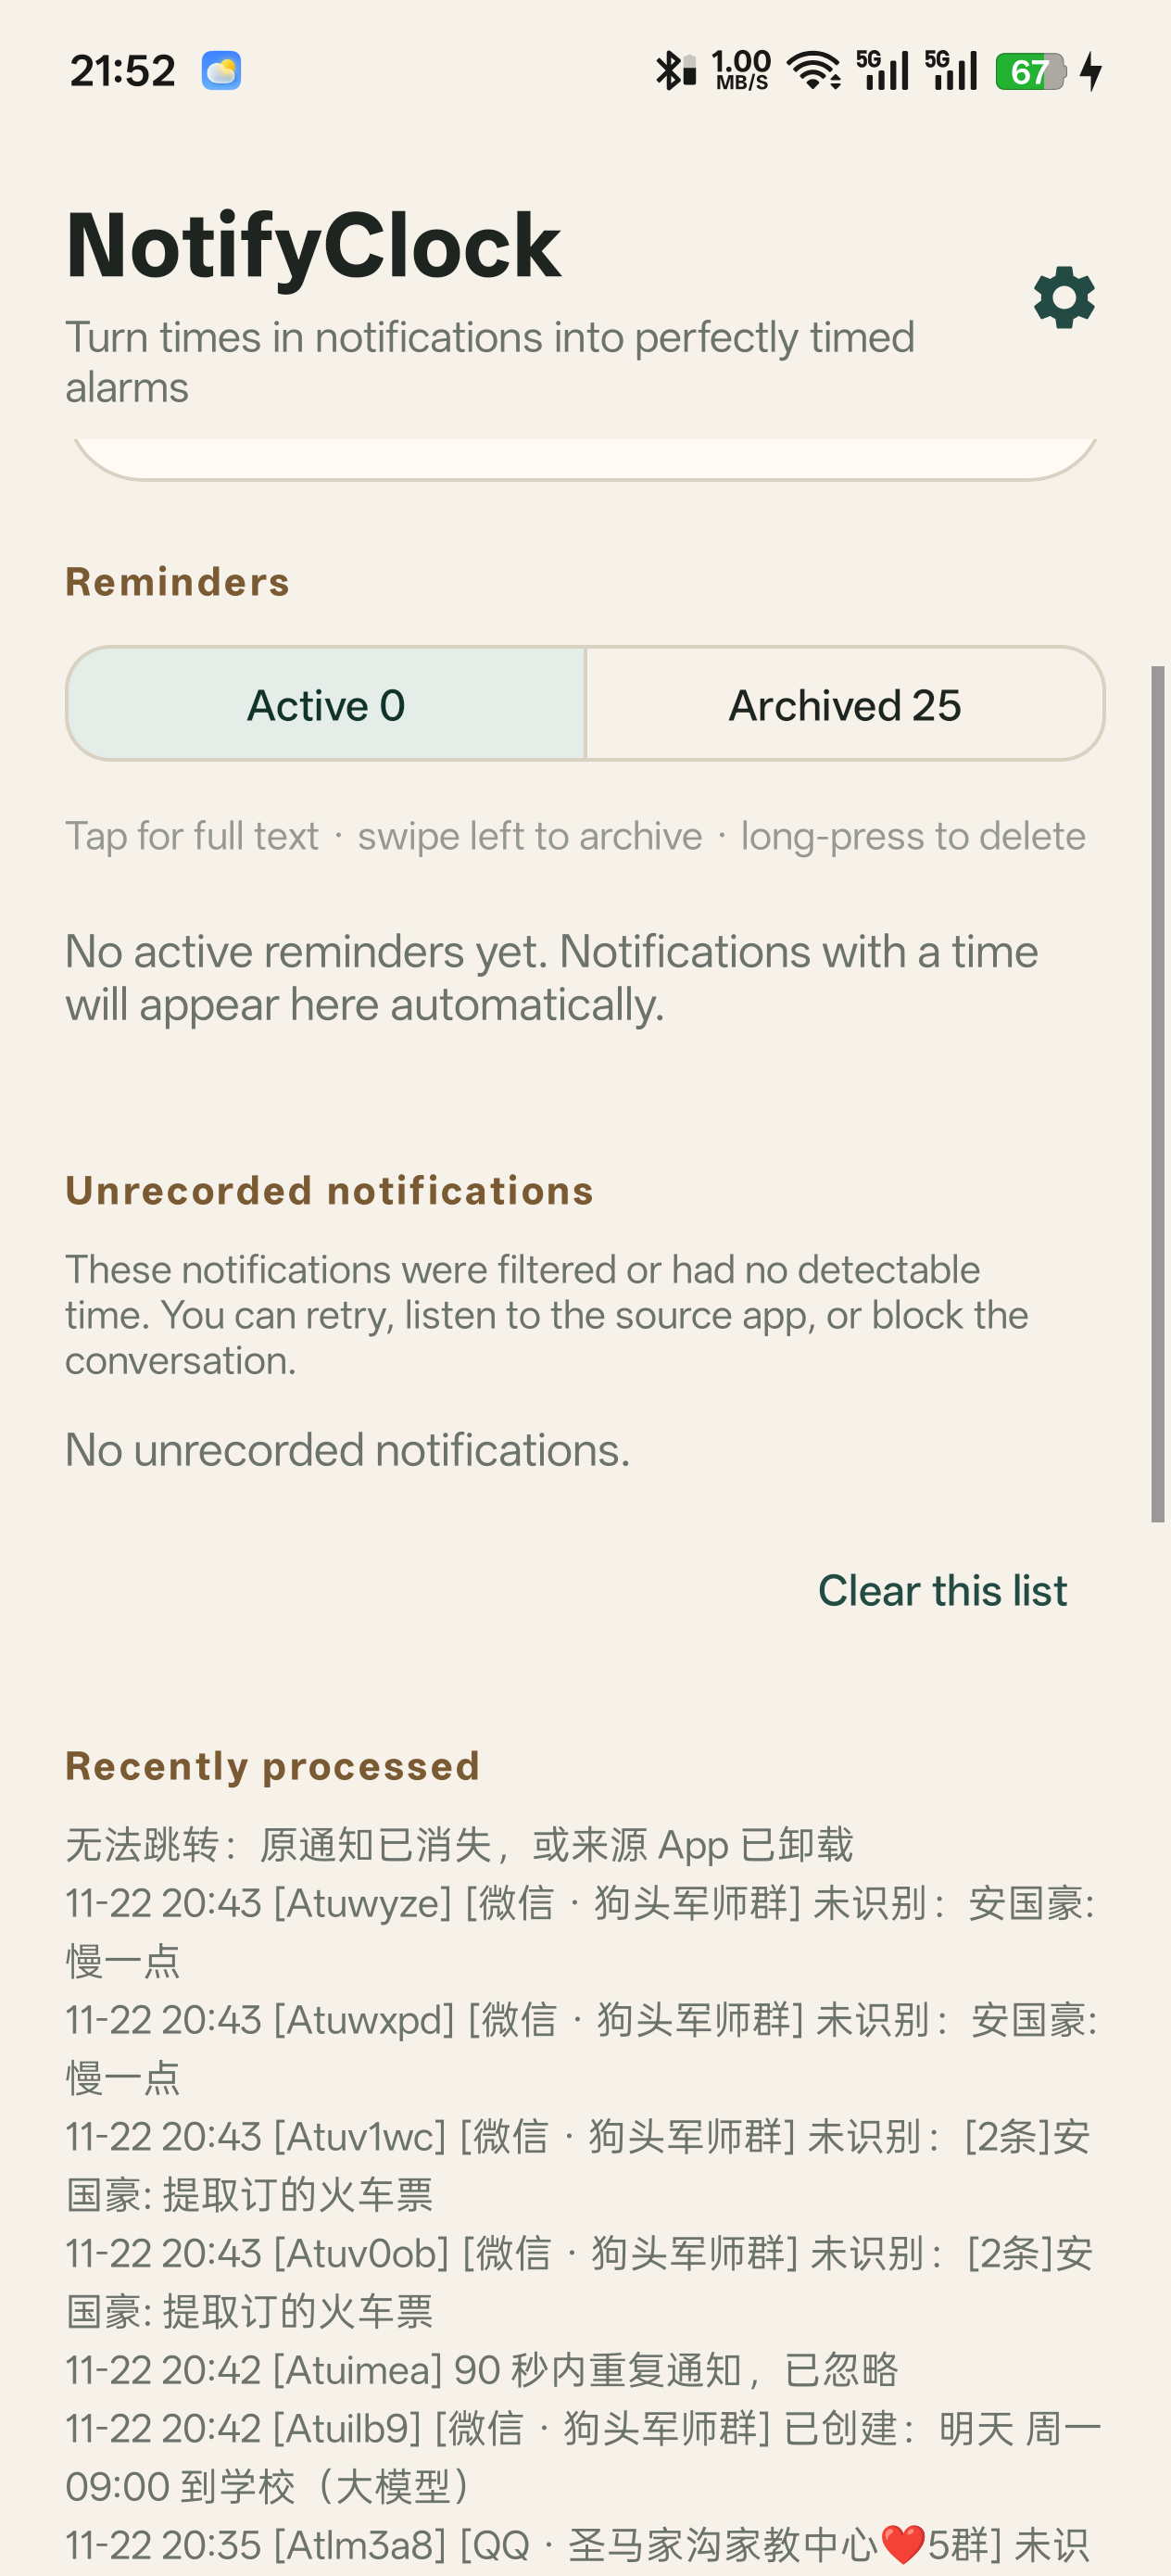 21:52
1.00 MB/S 5G 5G 67
NotifyClock
Turn times in notifications into perfectly timed
alarms
Reminders
Active 0 Archived 25
Tap for full text · swipe left to archive · long-press to delete
No active reminders yet. Notifications with a time
will appear here automatically.
Unrecorded notifications
These notifications were filtered or had no detectable
time. You can retry, listen to the source app, or block the
conversation.
No unrecorded notifications.
Clear this list
Recently processed
无法跳转：原通知已消失，或来源 App 已卸载
11-22 20:43 [Atuwyze] [微信 · 狗头军师群] 未识别：安国豪:
慢一点
11-22 20:43 [Atuwxpd] [微信 · 狗头军师群] 未识别：安国豪:
慢一点
11-22 20:43 [Atuv1wc] [微信 · 狗头军师群] 未识别：[2条]安
国豪: 提取订的火车票
11-22 20:43 [Atuv0ob] [微信 · 狗头军师群] 未识别：[2条]安
国豪: 提取订的火车票
11-22 20:42 [Atuimea] 90 秒内重复通知，已忽略
11-22 20:42 [Atuilb9] [微信 · 狗头军师群] 已创建：明天 周一
09:00 到学校（大模型）
11-22 20:35 [Atlm3a8] [QQ · 圣马家沟家教中心❤️5群] 未识